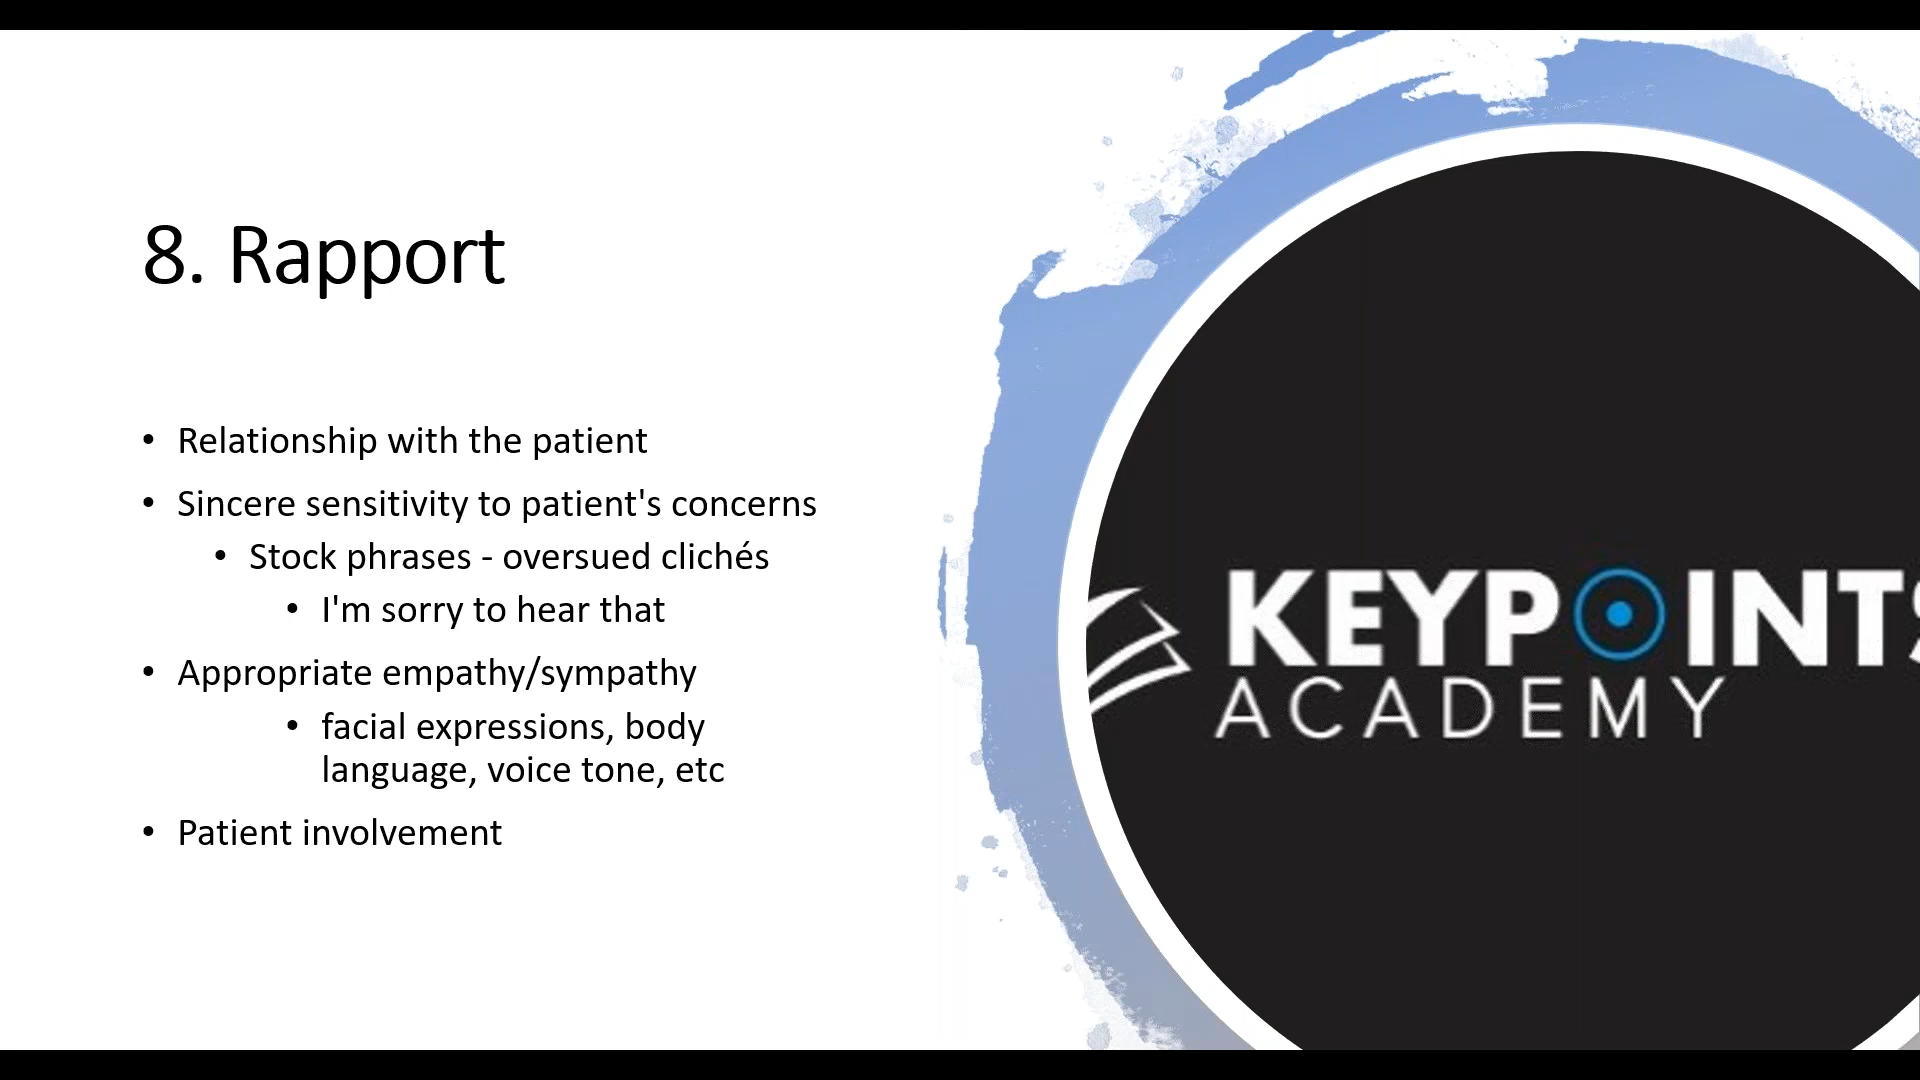 8. Rapport
• Relationship with the patient
• Sincere sensitivity to patient's concerns
• Stock phrases - oversued clichés
• I'm sorry to hear that
• Appropriate empathy/sympathy
• facial expressions, body
language, voice tone, etc
• Patient involvement
KEYPOINTS
ACADEMY